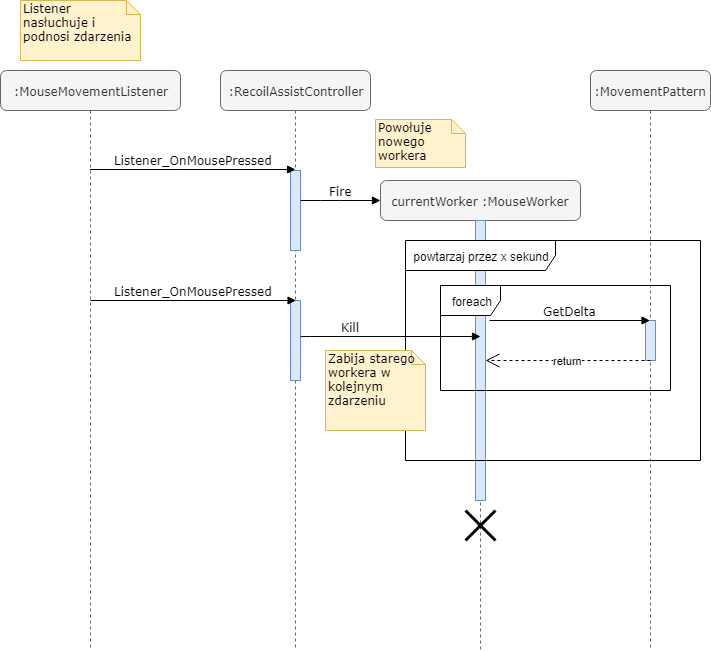 Listener
nasłuchuje i
podnosi zdarzenia
:MouseMovementListener
:RecoilAssistController
:MovementPattern
Powołuje
nowego
workera
Listener_OnMousePressed
Fire
currentWorker :MouseWorker
powtarzaj przez x sekund
foreach
Listener_OnMousePressed
GetDelta
Kill
return
Zabija starego
workera w
kolejnym
zdarzeniu